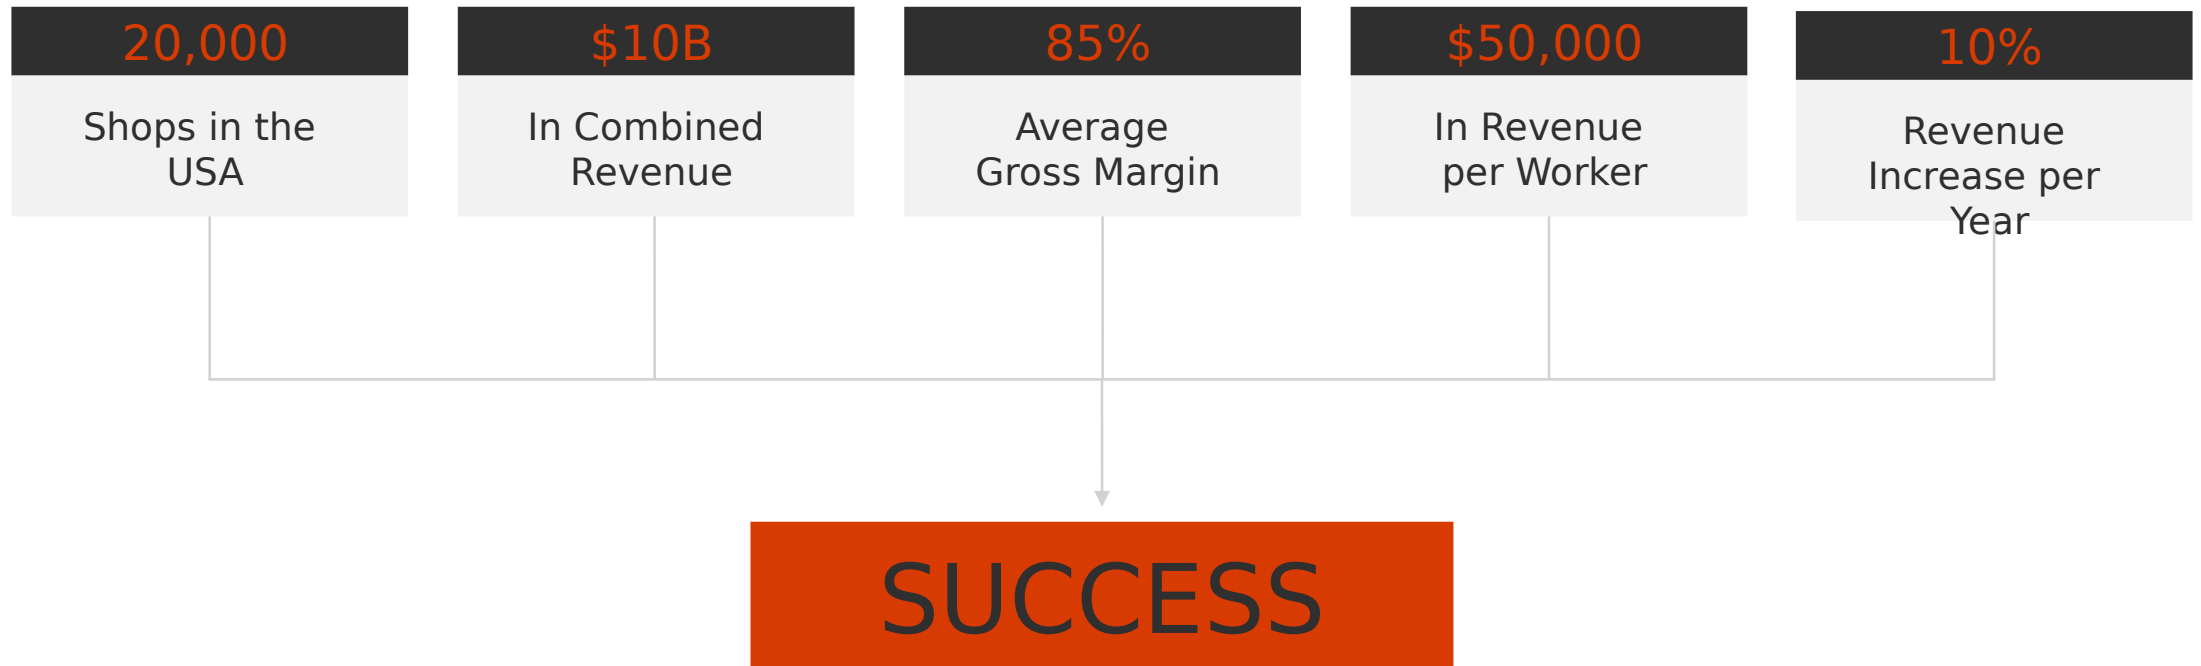 20,000
Shops in the
USA
$10B
In Combined
Revenue
85%
Average
Gross Margin
$50,000
In Revenue
per Worker
10%
Revenue
Increase per
Year
SUCCESS